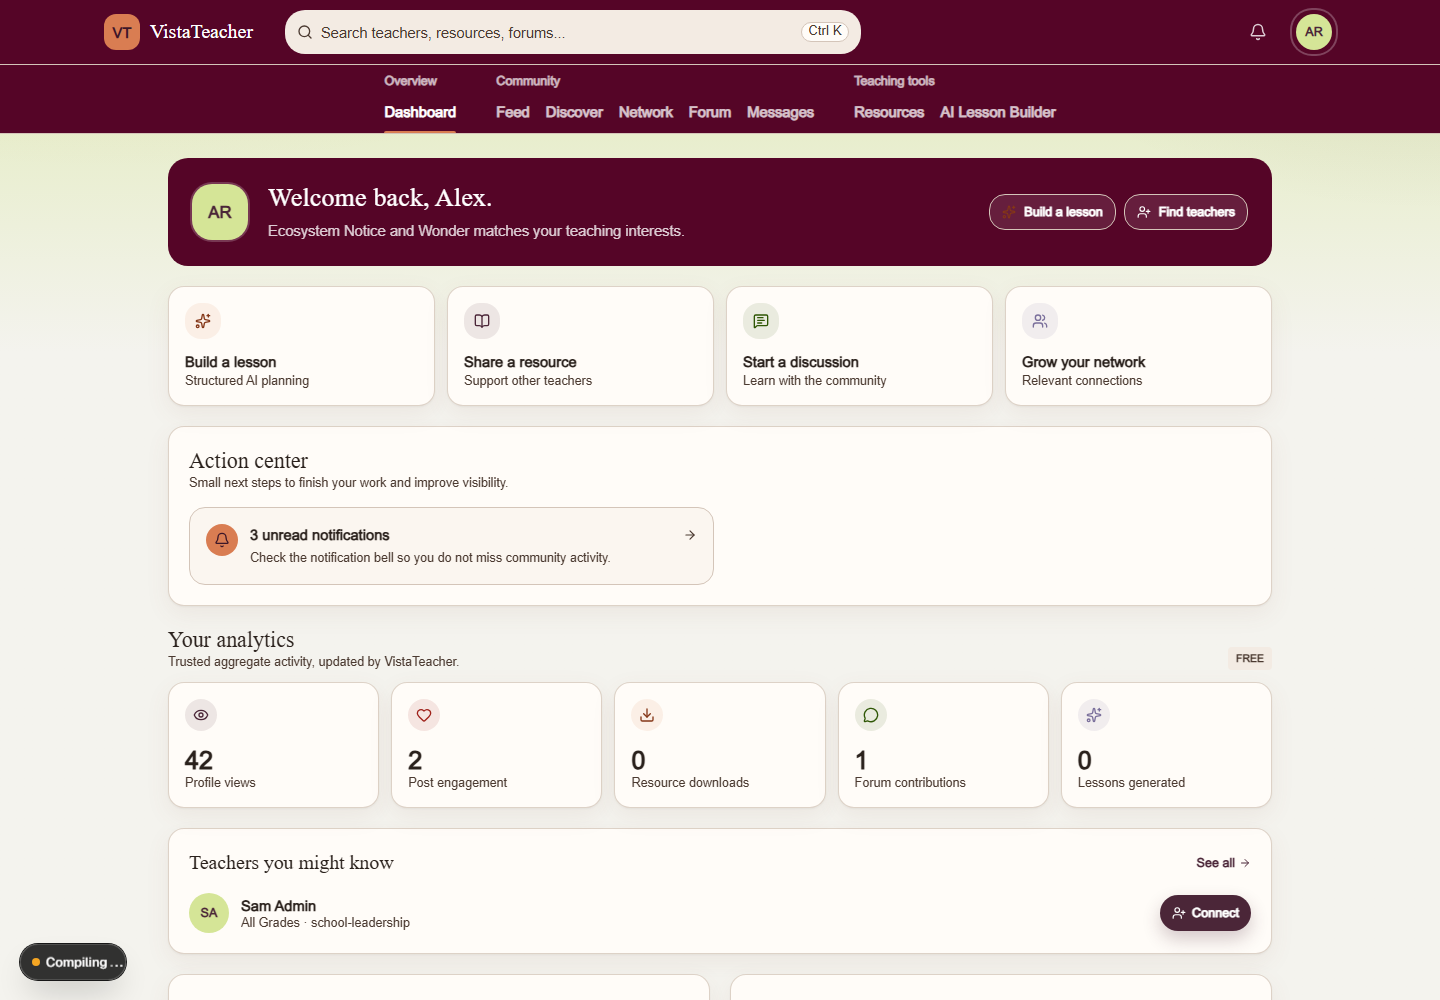 VT VistaTeacher
Search teachers, resources, forums...
Ctrl K
AR
Overview
Community
Teaching tools
Dashboard
Feed
Discover
Network
Forum
Messages
Resources
AI Lesson Builder
AR
Welcome back, Alex.
Ecosystem Notice and Wonder matches your teaching interests.
Build a lesson
Find teachers
Build a lesson
Structured AI planning
Share a resource
Support other teachers
Start a discussion
Learn with the community
Grow your network
Relevant connections
Action center
Small next steps to finish your work and improve visibility.
3 unread notifications
Check the notification bell so you do not miss community activity.
Your analytics
Trusted aggregate activity, updated by VistaTeacher.
FREE
42
Profile views
2
Post engagement
0
Resource downloads
1
Forum contributions
0
Lessons generated
Teachers you might know
See all
SA
Sam Admin
All Grades · school-leadership
Connect
Compiling ...